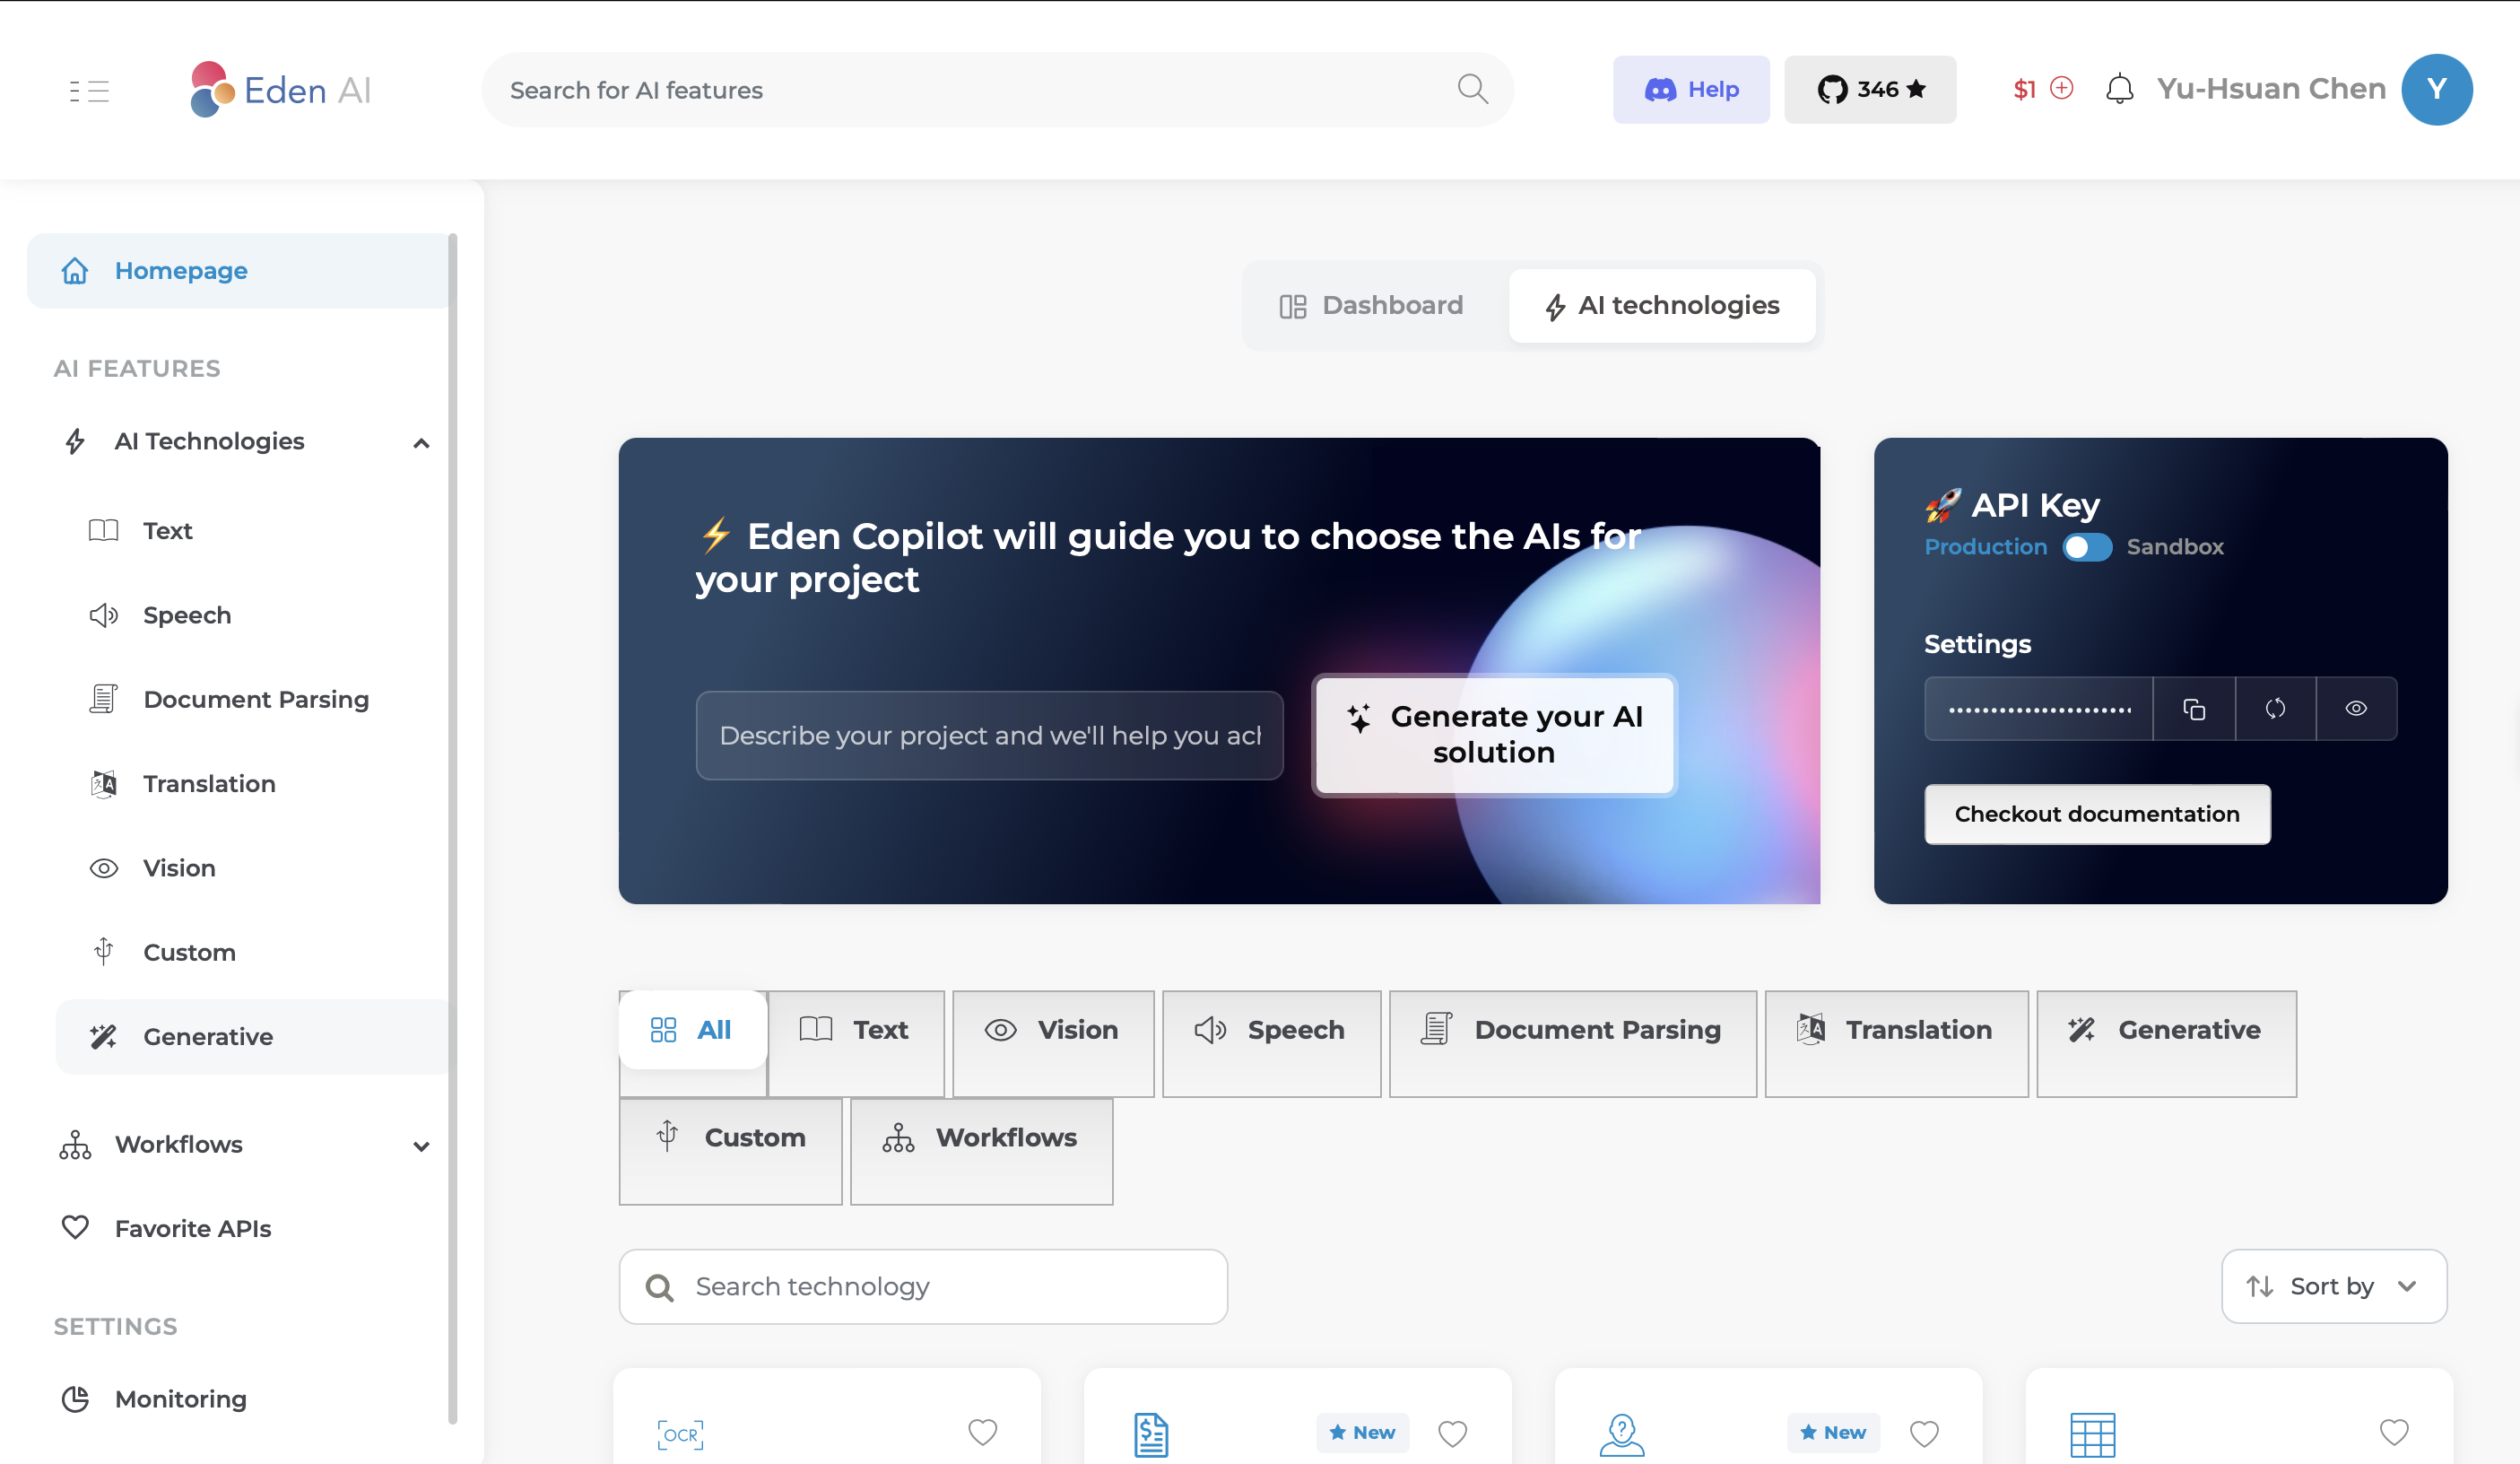 Eden AI
Search for AI features
Help
346
$1
Yu-Hsuan Chen
Y
Homepage
AI FEATURES
AI Technologies
Text
Speech
Document Parsing
Translation
Vision
Custom
Generative
Workflows
Favorite APIs
SETTINGS
Monitoring
Dashboard
AI technologies
Eden Copilot will guide you to choose the AIs for
your project
Describe your project and we'll help you ach
Generate your AI
solution
API Key
Production
Sandbox
Settings
Checkout documentation
All
Text
Vision
Speech
Document Parsing
Translation
Generative
Custom
Workflows
Search technology
Sort by
OCR
New
New